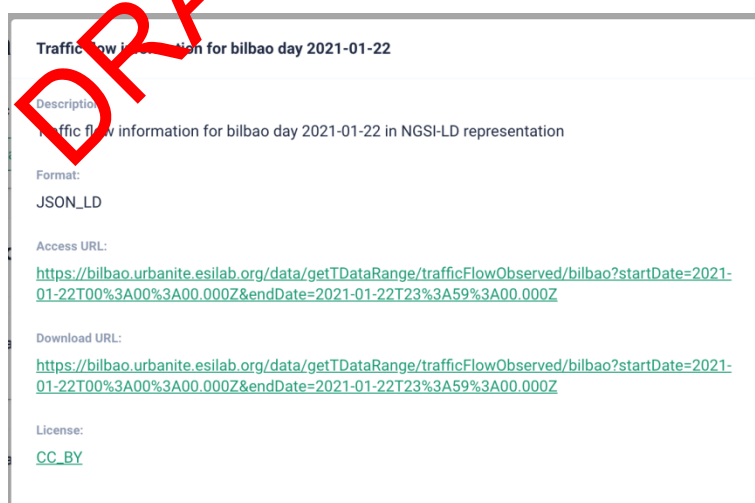 Traffic flow information for bilbao day 2021-01-22
Description:
Traffic flow information for bilbao day 2021-01-22 in NGSI-LD representation
Format:
JSON_LD
Access URL:
https://bilbao.urbanite.esilab.org/data/getTDataRange/trafficFlowObserved/bilbao?startDate=2021-
01-22T00%3A00%3A00.000Z&endDate=2021-01-22T23%3A59%3A00.000Z
Download URL:
https://bilbao.urbanite.esilab.org/data/getTDataRange/trafficFlowObserved/bilbao?startDate=2021-
01-22T00%3A00%3A00.000Z&endDate=2021-01-22T23%3A59%3A00.000Z
License:
CC_BY